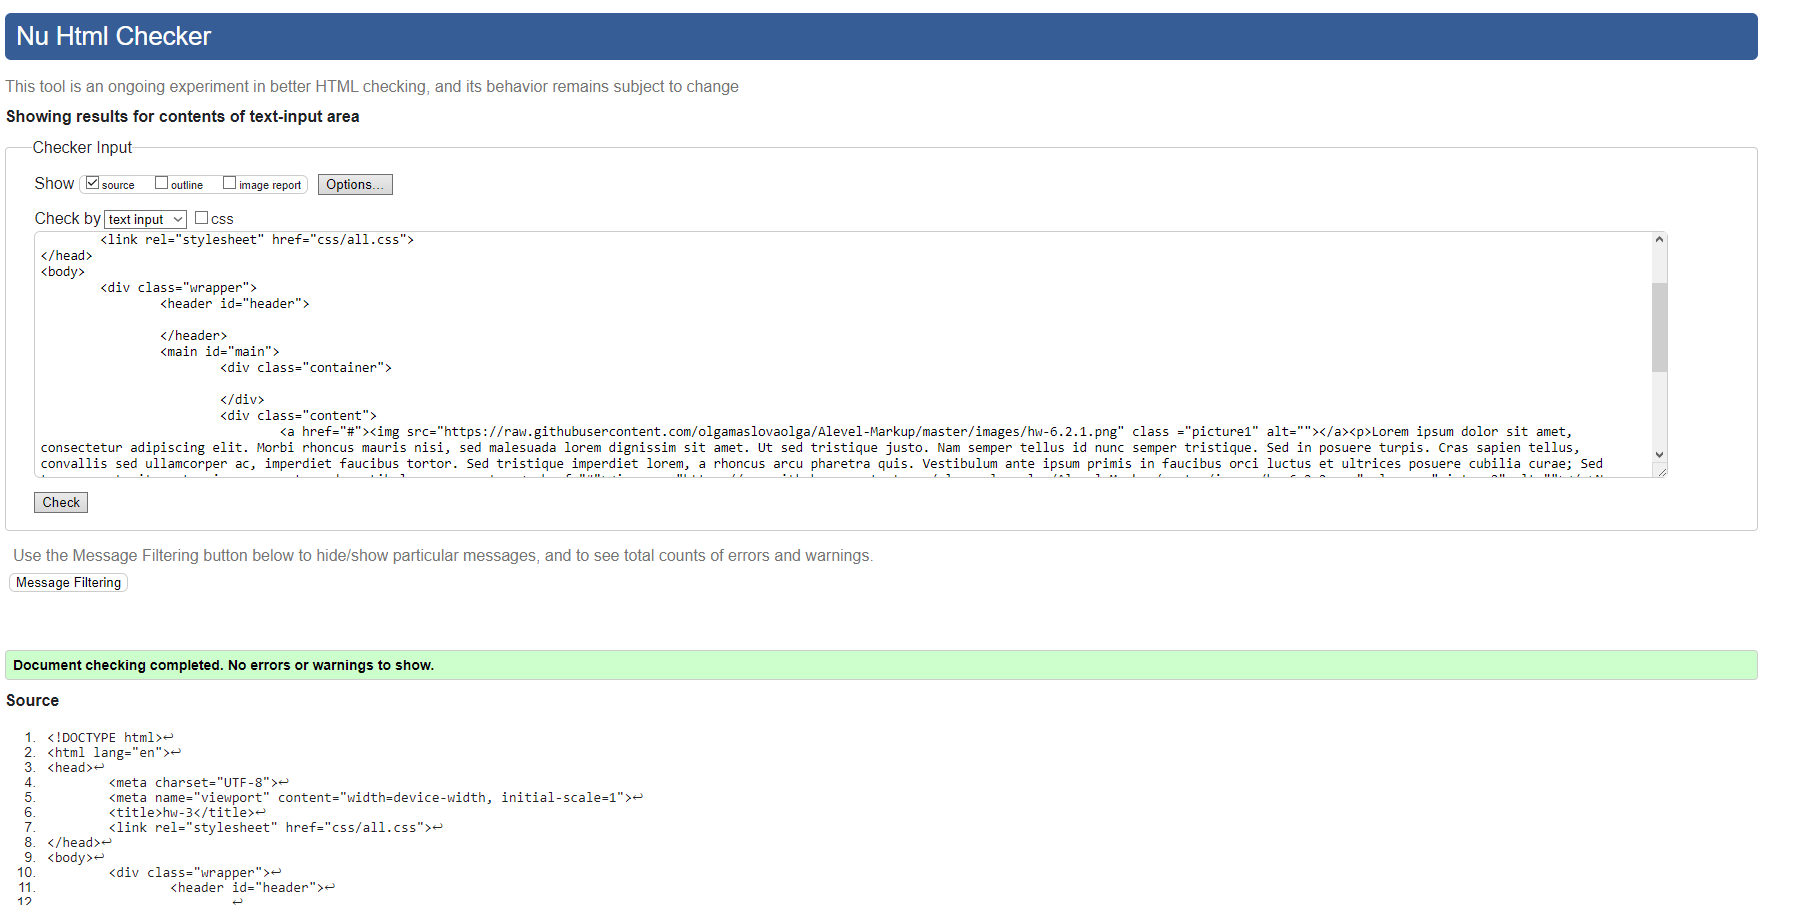 Nu Html Checker
This tool is an ongoing experiment in better HTML checking, and its behavior remains subject to change
Showing results for contents of text-input area
Checker Input
Show source outline image report Options...
Check by text input css
<link rel="stylesheet" href="css/all.css">
</head>
<body>
<div class="wrapper">
<header id="header">
</header>
<main id="main">
<div class="container">
</div>
<div class="content">
<a href="#"><img src="https://raw.githubusercontent.com/olgamaslovaolga/Alevel-Markup/master/images/hw-6.2.1.png" class ="picture1" alt=""></a><p>Lorem ipsum dolor sit amet,
consectetur adipiscing elit. Morbi rhoncus mauris nisi, sed malesuada lorem dignissim sit amet. Ut sed tristique justo. Nam semper tellus id nunc semper tristique. Sed in posuere turpis. Cras sapien tellus,
convallis sed ullamcorper ac, imperdiet faucibus tortor. Sed tristique imperdiet lorem, a rhoncus arcu pharetra quis. Vestibulum ante ipsum primis in faucibus orci luctus et ultrices posuere cubilia curae; Sed
Check
Use the Message Filtering button below to hide/show particular messages, and to see total counts of errors and warnings.
Message Filtering
Document checking completed. No errors or warnings to show.
Source
1. <!DOCTYPE html>↩
2. <html lang="en">↩
3. <head>↩
4. <meta charset="UTF-8">↩
5. <meta name="viewport" content="width=device-width, initial-scale=1">↩
6. <title>hw-3</title>↩
7. <link rel="stylesheet" href="css/all.css">↩
8. </head>↩
9. <body>↩
10. <div class="wrapper">↩
11. <header id="header">↩
12. ↩